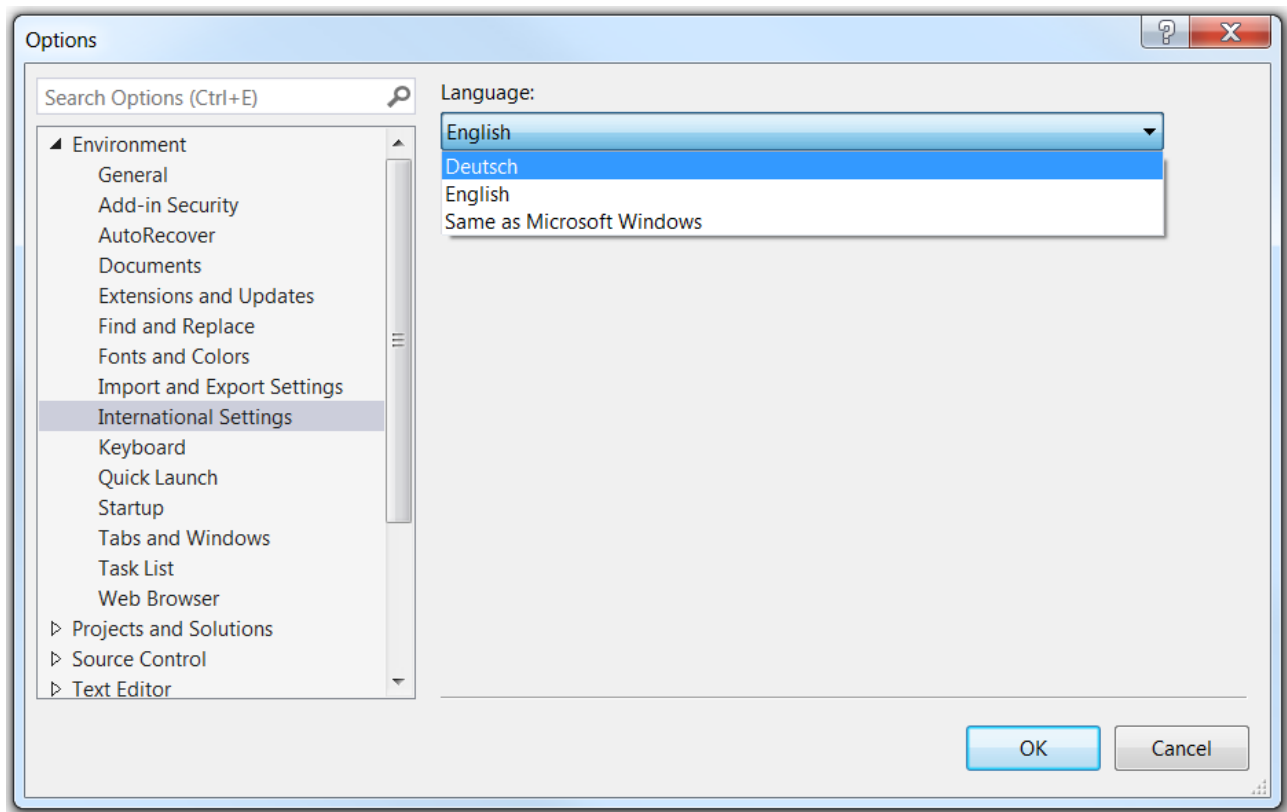 Options
Search Options (Ctrl+E)
Environment
General
Add-in Security
AutoRecover
Documents
Extensions and Updates
Find and Replace
Fonts and Colors
Import and Export Settings
International Settings
Keyboard
Quick Launch
Startup
Tabs and Windows
Task List
Web Browser
Projects and Solutions
Source Control
Text Editor
Language:
English
Deutsch
English
Same as Microsoft Windows
OK
Cancel